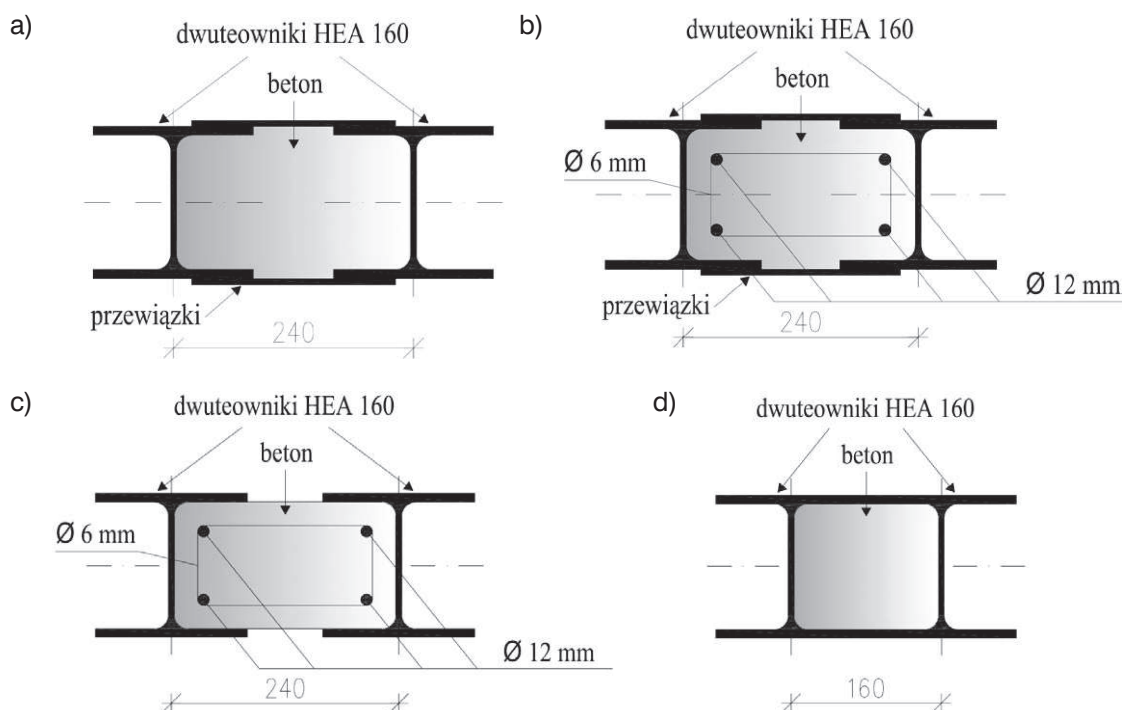 a)
dwuteowniki HEA 160
beton
przewiązki
240
b)
dwuteowniki HEA 160
beton
Ø 6 mm
Ø 12 mm
przewiązki
240
c)
dwuteowniki HEA 160
beton
Ø 6 mm
Ø 12 mm
240
d)
dwuteowniki HEA 160
beton
160